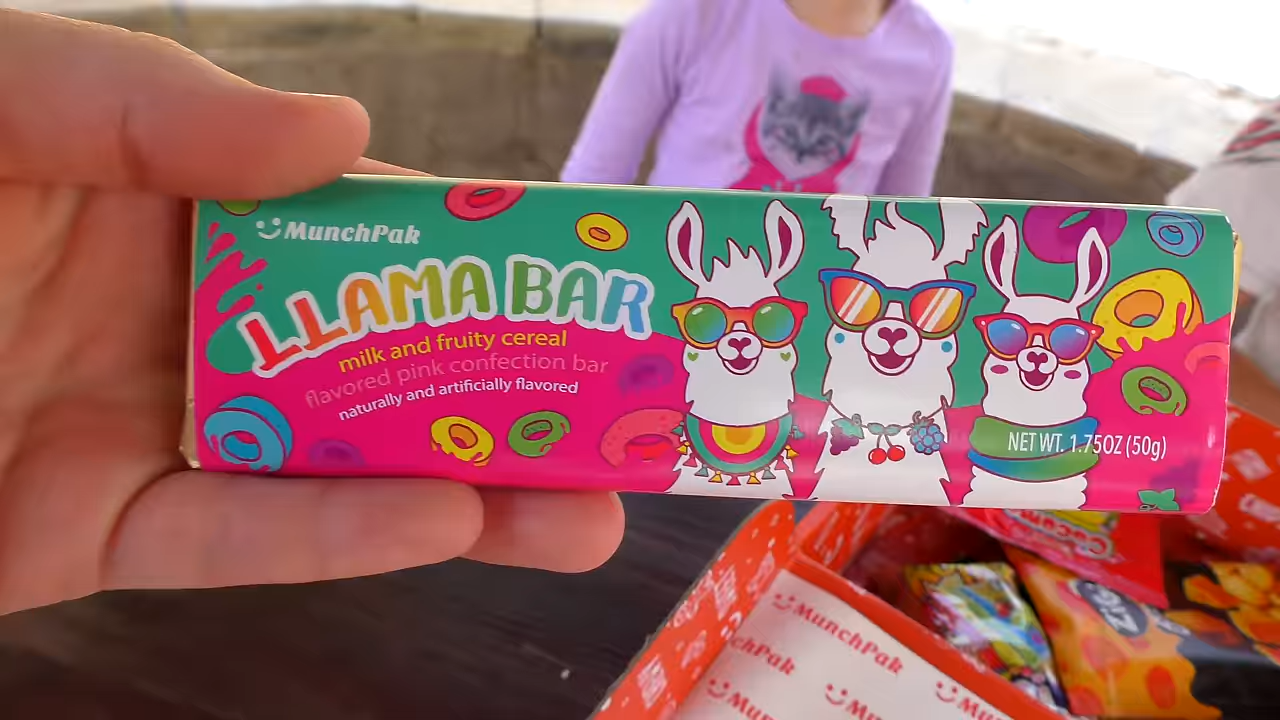 MunchPak
LLAMA BAR
milk and fruity cereal
flavored pink confection bar
naturally and artificially flavored
NET WT. 1.75OZ (50g)
MunchPak
MunchPak